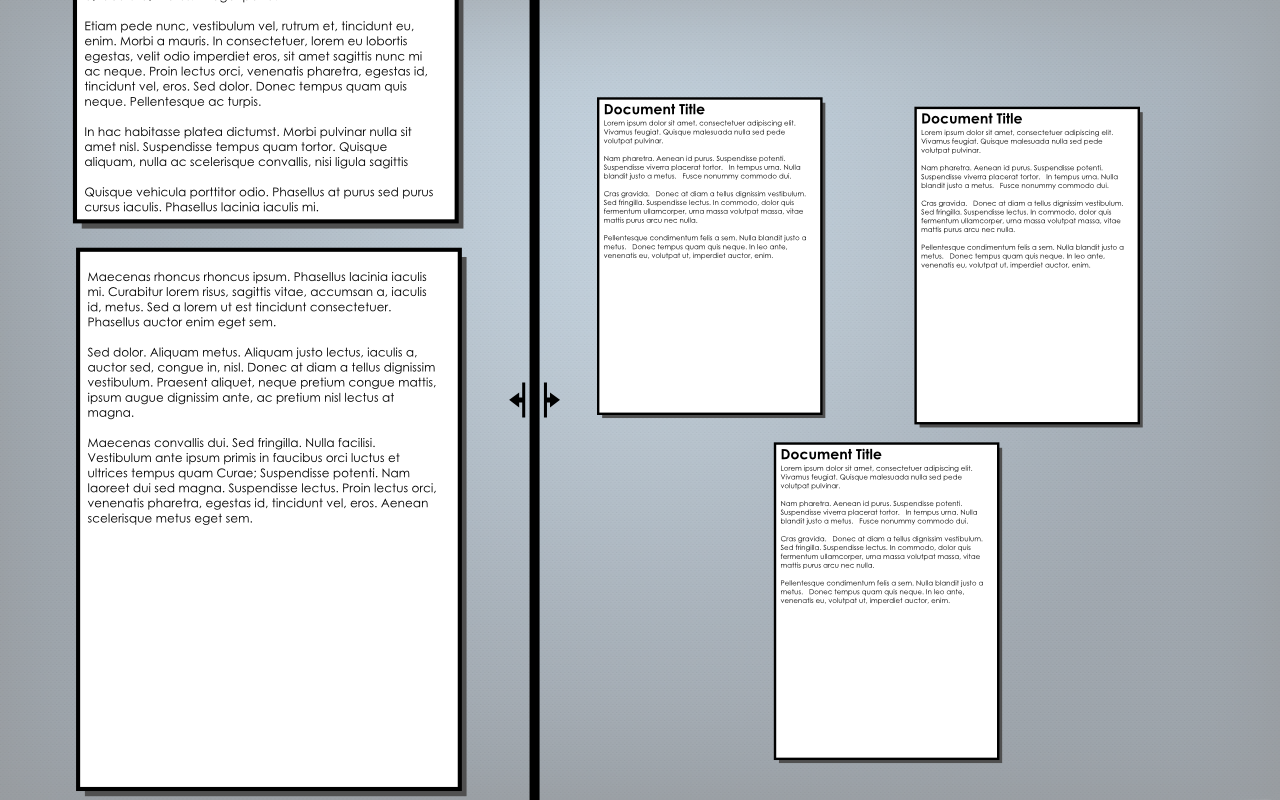 Etiam pede nunc, vestibulum vel, rutrum et, tincidunt eu,
enim. Morbi a mauris. In consectetuer, lorem eu lobortis
egestas, velit odio imperdiet eros, sit amet sagittis nunc mi
ac neque. Proin lectus orci, venenatis pharetra, egestas id,
tincidunt vel, eros. Sed dolor. Donec tempus quam quis
neque. Pellentesque ac turpis.
In hac habitasse platea dictumst. Morbi pulvinar nulla sit
amet nisl. Suspendisse tempus quam tortor. Quisque
aliquam, nulla ac scelerisque convallis, nisi ligula sagittis
Quisque vehicula porttitor odio. Phasellus at purus sed purus
cursus iaculis. Phasellus lacinia iaculis mi.
Maecenas rhoncus rhoncus ipsum. Phasellus lacinia iaculis
mi. Curabitur lorem risus, sagittis vitae, accumsan a, iaculis
id, metus. Sed a lorem ut est tincidunt consectetuer.
Phasellus auctor enim eget sem.
Sed dolor. Aliquam metus. Aliquam justo lectus, iaculis a,
auctor sed, congue in, nisl. Donec at diam a tellus dignissim
vestibulum. Praesent aliquet, neque pretium congue mattis,
ipsum augue dignissim ante, ac pretium nisl lectus at
magna.
Maecenas convallis dui. Sed fringilla. Nulla facilisi.
Vestibulum ante ipsum primis in faucibus orci luctus et
ultrices tempus quam Curae; Suspendisse potenti. Nam
laoreet dui sed magna. Suspendisse lectus. Proin lectus orci,
venenatis pharetra, egestas id, tincidunt vel, eros. Aenean
scelerisque metus eget sem.
Document Title
Lorem ipsum dolor sit amet, consectetuer adipiscing elit.
Vivamus feugiat. Quisque malesuada nulla sed pede
volutpat pulvinar.
Nam pharetra. Aenean id purus. Suspendisse potenti.
Suspendisse viverra placerat tortor. In tempus urna. Nulla
blandit justo a metus. Fusce nonummy commodo dui.
Cras gravida. Donec at diam a tellus dignissim vestibulum.
Sed fringilla. Suspendisse lectus. In commodo, dolor quis
fermentum ullamcorper, urna massa volutpat massa, vitae
mattis purus arcu nec nulla.
Pellentesque condimentum felis a sem. Nulla blandit justo a
metus. Donec tempus quam quis neque. In leo ante,
venenatis eu, volutpat ut, imperdiet auctor, enim.
Document Title
Lorem ipsum dolor sit amet, consectetuer adipiscing elit.
Vivamus feugiat. Quisque malesuada nulla sed pede
volutpat pulvinar.
Nam pharetra. Aenean id purus. Suspendisse potenti.
Suspendisse viverra placerat tortor. In tempus urna. Nulla
blandit justo a metus. Fusce nonummy commodo dui.
Cras gravida. Donec at diam a tellus dignissim vestibulum.
Sed fringilla. Suspendisse lectus. In commodo, dolor quis
fermentum ullamcorper, urna massa volutpat massa, vitae
mattis purus arcu nec nulla.
Pellentesque condimentum felis a sem. Nulla blandit justo a
metus. Donec tempus quam quis neque. In leo ante,
venenatis eu, volutpat ut, imperdiet auctor, enim.
Document Title
Lorem ipsum dolor sit amet, consectetuer adipiscing elit.
Vivamus feugiat. Quisque malesuada nulla sed pede
volutpat pulvinar.
Nam pharetra. Aenean id purus. Suspendisse potenti.
Suspendisse viverra placerat tortor. In tempus urna. Nulla
blandit justo a metus. Fusce nonummy commodo dui.
Cras gravida. Donec at diam a tellus dignissim vestibulum.
Sed fringilla. Suspendisse lectus. In commodo, dolor quis
fermentum ullamcorper, urna massa volutpat massa, vitae
mattis purus arcu nec nulla.
Pellentesque condimentum felis a sem. Nulla blandit justo a
metus. Donec tempus quam quis neque. In leo ante,
venenatis eu, volutpat ut, imperdiet auctor, enim.